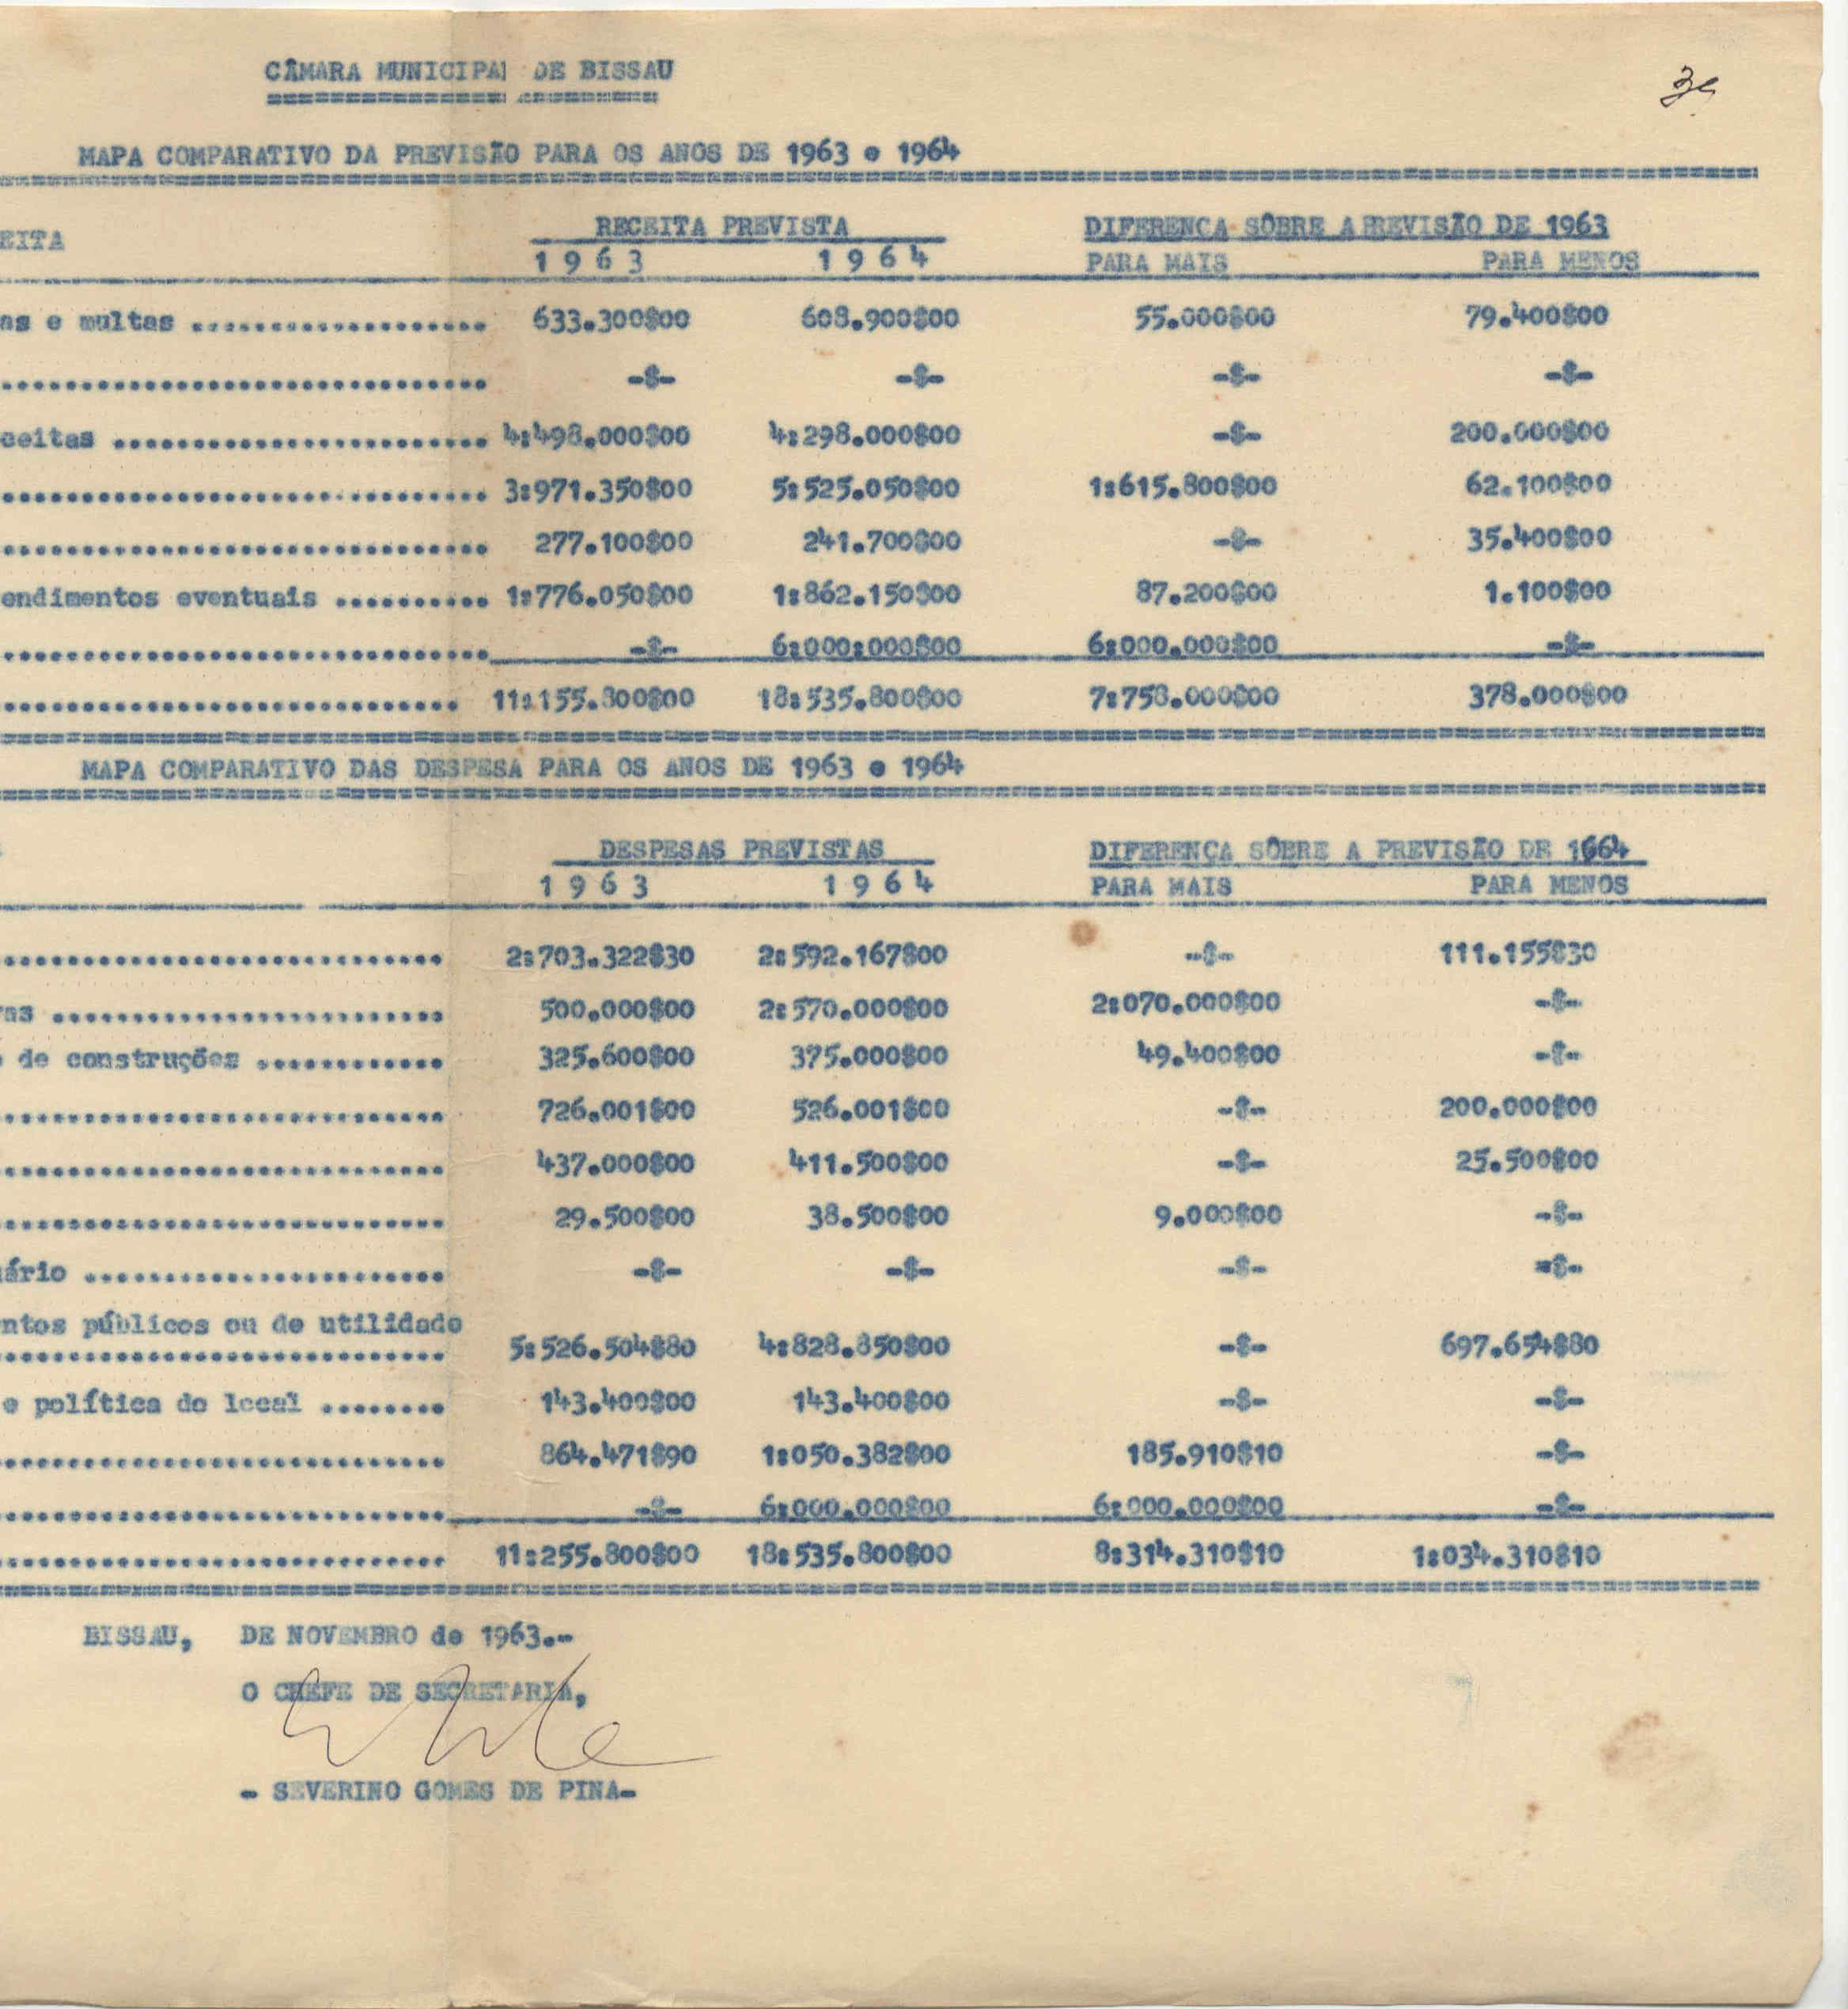 CÂMARA MUNICIPAL DE BISSAU
MAPA COMPARATIVO DA PREVISÃO PARA OS ANOS DE 1963 e 1964
EITA RECEITA PREVISTA DIFERENÇA SÔBRE A PREVISÃO DE 1963
1963 1964 PARA MAIS PARA MENOS
as e multas .................... 633.300$00 608.900$00 55.000$00 79.400$00
................................ -$- -$- -$- -$-
ceitas ......................... 4:498.000$00 4:298.000$00 -$- 200.000$00
................................ 3:971.350$00 5:525.050$00 1:615.800$00 62.100$00
................................ 277.100$00 241.700$00 -$- 35.400$00
endimentos eventuais .......... 1:776.050$00 1:862.150$00 87.200$00 1.100$00
................................ -$- 6:000:000$00 6:000.000$00 -$-
................................ 11:155.800$00 18:535.800$00 7:758.000$00 378.000$00
MAPA COMPARATIVO DAS DESPESA PARA OS ANOS DE 1963 e 1964
DESPESAS PREVISTAS DIFERENÇA SÔBRE A PREVISÃO DE 1664
1963 1964 PARA MAIS PARA MENOS
................................ 2:703.322$30 2:592.167$00 -$- 111.155$30
as .......................... 500.000$00 2:570.000$00 2:070.000$00 -$-
de construções ............ 325.600$00 375.000$00 49.400$00 -$-
................................ 726.001$00 526.001$00 -$- 200.000$00
................................ 437.000$00 411.500$00 -$- 25.500$00
................................ 29.500$00 38.500$00 9.000$00 -$-
ário ........................ -$- -$- -$- -$-
ntos públicos ou de utilidade
................................ 5:526.504$80 4:828.850$00 -$- 697.654$80
e política do local ........ 143.400$00 143.400$00 -$- -$-
................................ 864.471$90 1:050.382$00 185.910$10 -$-
................................ -$- 6:000.000$00 6:000.000$00 -$-
................................ 11:255.800$00 18:535.800$00 8:314.310$10 1:034.310$10
BISSAU, DE NOVEMBRO de 1963.-
O CHEFE DE SECRETARIA,
- SEVERINO GOMES DE PINA-